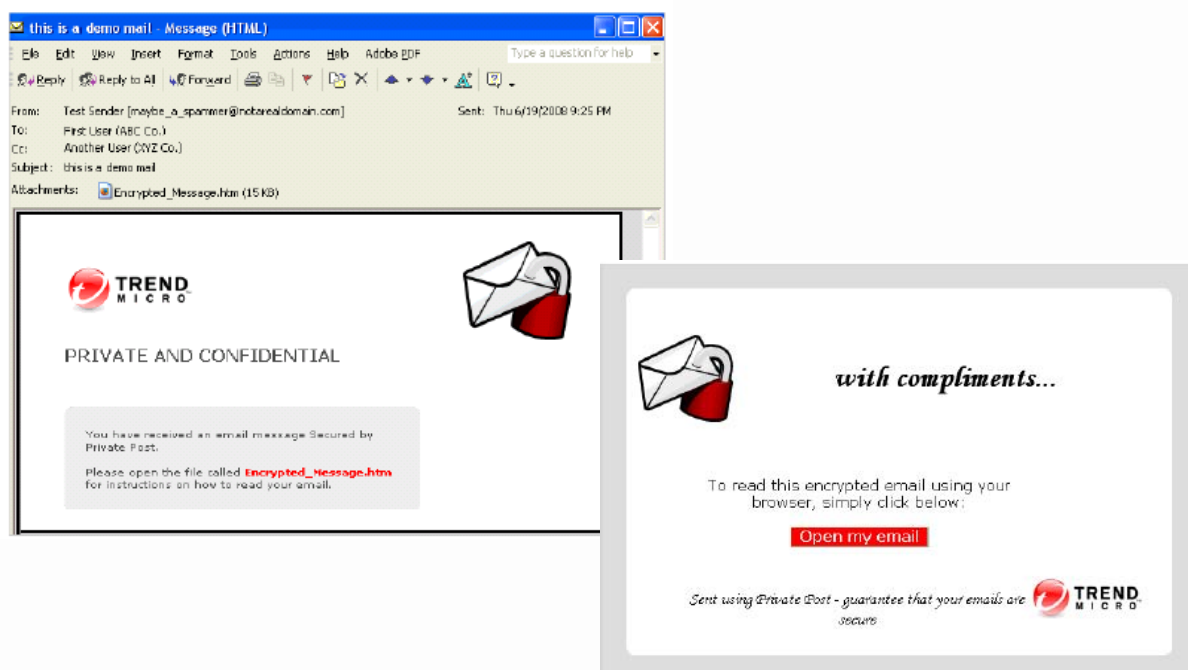 this is a demo mail - Message (HTML)
File Edit View Insert Format Tools Actions Help Adobe PDF Type a question for help
Reply Reply to All Forward
From: Test Sender [maybe_a_spammer@notarealdomain.com] Sent: Thu 6/19/2008 9:25 PM
To: First User (ABC Co.)
Cc: Another User (XYZ Co.)
Subject: this is a demo mail
Attachments: Encrypted_Message.htm (15 KB)
TREND
MICRO
PRIVATE AND CONFIDENTIAL
You have received an email message Secured by
Private Post.
Please open the file called Encrypted_Message.htm
for instructions on how to read your email.
with compliments...
To read this encrypted email using your
browser, simply click below:
Open my email
Sent using Private Post - guarantee that your emails are
secure
TREND
MICRO